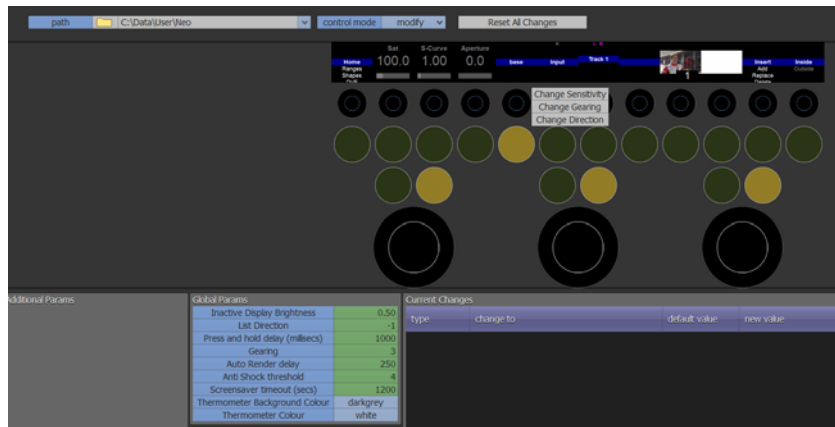 path C:\Data\User\Neo control mode modify Reset All Changes
L R
Sat S-Curve Aperture
100.0 1.00 0.0
Home base Input Track 1 Insert Inside
Ranges Add Outside
Shapes 1 Replace
Change Sensitivity
Change Gearing
Change Direction
Additional Params Global Params Current Changes
Inactive Display Brightness 0.50
type change to default value new value
List Direction -1
Press and hold delay (millisecs) 1000
Gearing 3
Auto Render delay 250
Anti Shock threshold 4
Screensaver timeout (secs) 1200
Thermometer Background Colour darkgrey
Thermometer Colour white